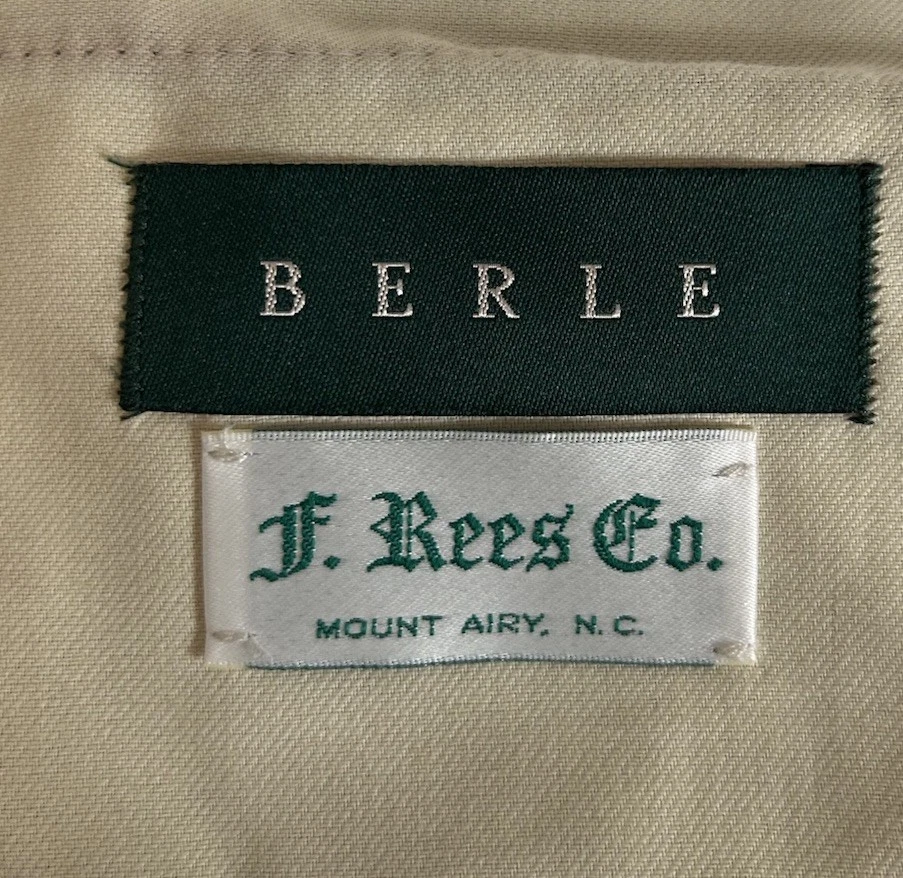 BERLE
F. Rees Co.
MOUNT AIRY, N.C.